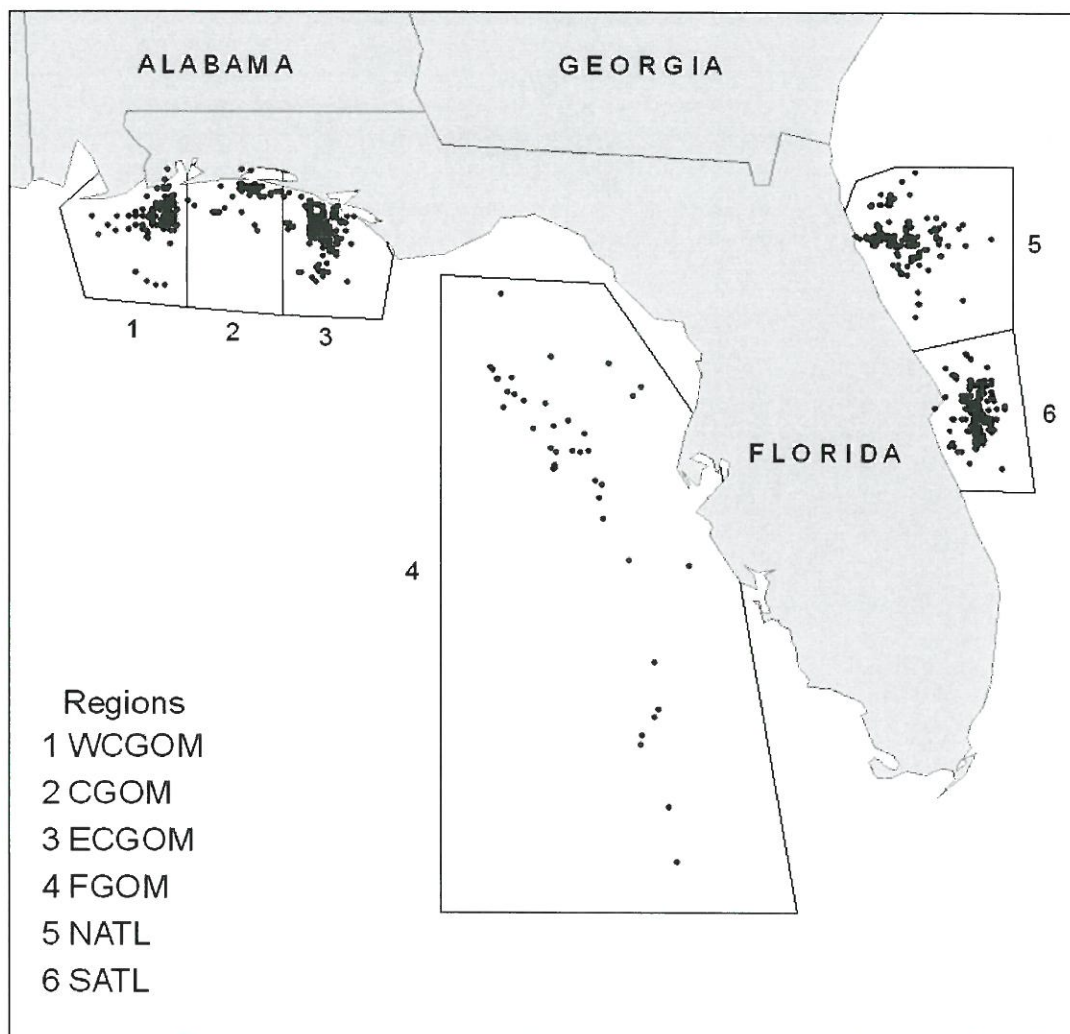 ALABAMA
GEORGIA
FLORIDA
1
2
3
4
5
6
Regions
1 WCGOM
2 CGOM
3 ECGOM
4 FGOM
5 NATL
6 SATL